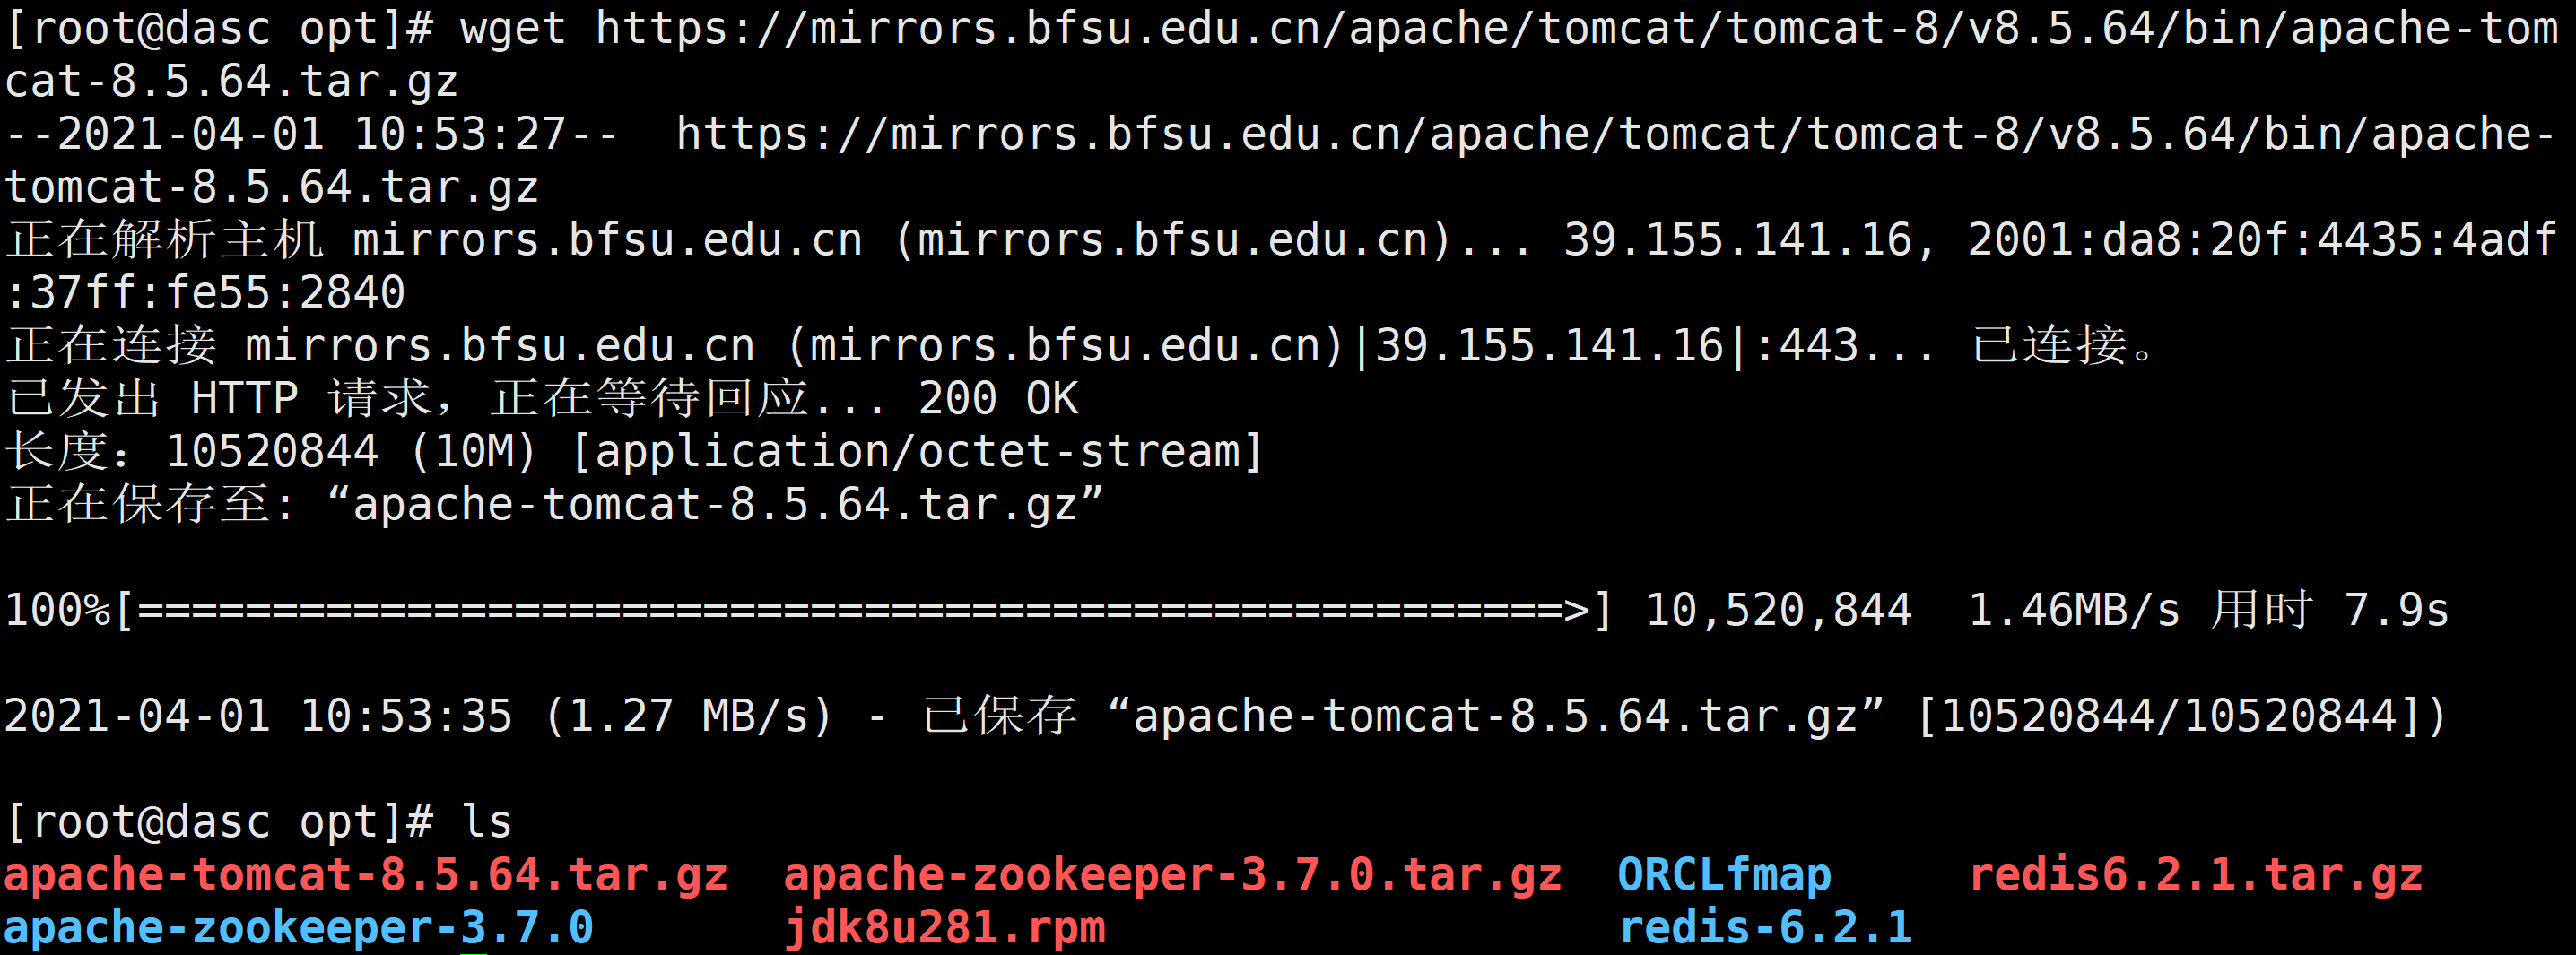 [root@dasc opt]# wget https://mirrors.bfsu.edu.cn/apache/tomcat/tomcat-8/v8.5.64/bin/apache-tom
cat-8.5.64.tar.gz
--2021-04-01 10:53:27--  https://mirrors.bfsu.edu.cn/apache/tomcat/tomcat-8/v8.5.64/bin/apache-
tomcat-8.5.64.tar.gz
正在解析主机 mirrors.bfsu.edu.cn (mirrors.bfsu.edu.cn)... 39.155.141.16, 2001:da8:20f:4435:4adf
:37ff:fe55:2840
正在连接 mirrors.bfsu.edu.cn (mirrors.bfsu.edu.cn)|39.155.141.16|:443... 已连接。
已发出 HTTP 请求，正在等待回应... 200 OK
长度：10520844 (10M) [application/octet-stream]
正在保存至: “apache-tomcat-8.5.64.tar.gz”
100%[=====================================================>] 10,520,844  1.46MB/s 用时 7.9s
2021-04-01 10:53:35 (1.27 MB/s) - 已保存 “apache-tomcat-8.5.64.tar.gz” [10520844/10520844])
[root@dasc opt]# ls
apache-tomcat-8.5.64.tar.gz  apache-zookeeper-3.7.0.tar.gz  ORCLfmap     redis6.2.1.tar.gz
apache-zookeeper-3.7.0       jdk8u281.rpm                   redis-6.2.1